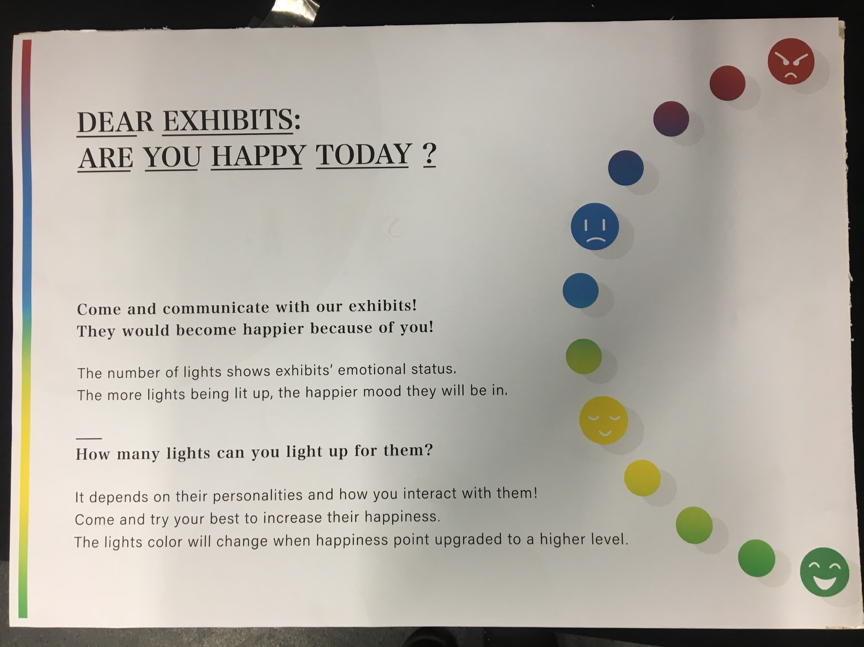 DEAR EXHIBITS:
ARE YOU HAPPY TODAY ?
Come and communicate with our exhibits!
They would become happier because of you!
The number of lights shows exhibits' emotional status.
The more lights being lit up, the happier mood they will be in.
How many lights can you light up for them?
It depends on their personalities and how you interact with them!
Come and try your best to increase their happiness.
The lights color will change when happiness point upgraded to a higher level.